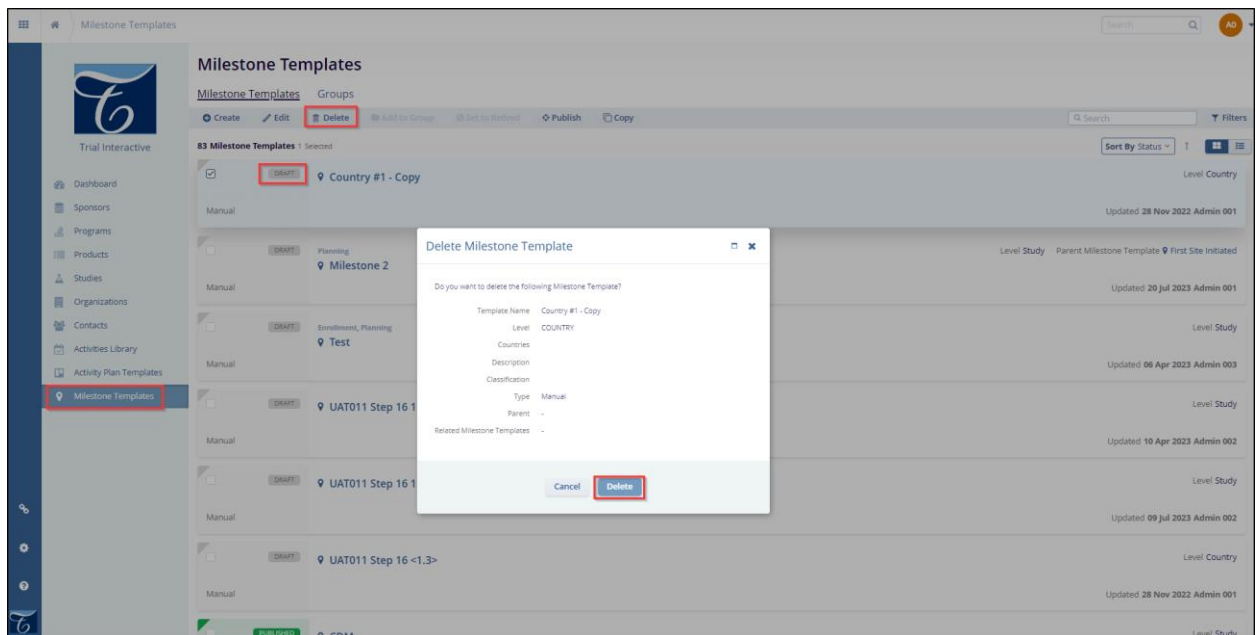 Milestone Templates
Search
AD
Trial Interactive
Dashboard
Sponsors
Programs
Products
Studies
Organizations
Contacts
Activities Library
Activity Plan Templates
Milestone Templates
Milestone Templates
Milestone Templates Groups
Create Edit Delete Add to Group Set to Retired Publish Copy Search Filters
83 Milestone Templates 1 Selected Sort By Status
DRAFT Country #1 - Copy Level Country
Manual Updated 28 Nov 2022 Admin 001
DRAFT Planning Level Study Parent Milestone Template First Site Initiated
Milestone 2
Manual Updated 20 Jul 2023 Admin 001
DRAFT Enrollment, Planning Level Study
Test
Manual Updated 06 Apr 2023 Admin 003
DRAFT UAT011 Step 16 1 Level Study
Manual Updated 10 Apr 2023 Admin 002
DRAFT UAT011 Step 16 1 Level Study
Manual Updated 09 Jul 2023 Admin 002
DRAFT UAT011 Step 16 <1.3> Level Country
Manual Updated 28 Nov 2022 Admin 001
PUBLISHED Level Study
Delete Milestone Template
Do you want to delete the following Milestone Template?
Template Name Country #1 - Copy
Level COUNTRY
Countries
Description
Classification
Type Manual
Parent -
Related Milestone Templates -
Cancel Delete